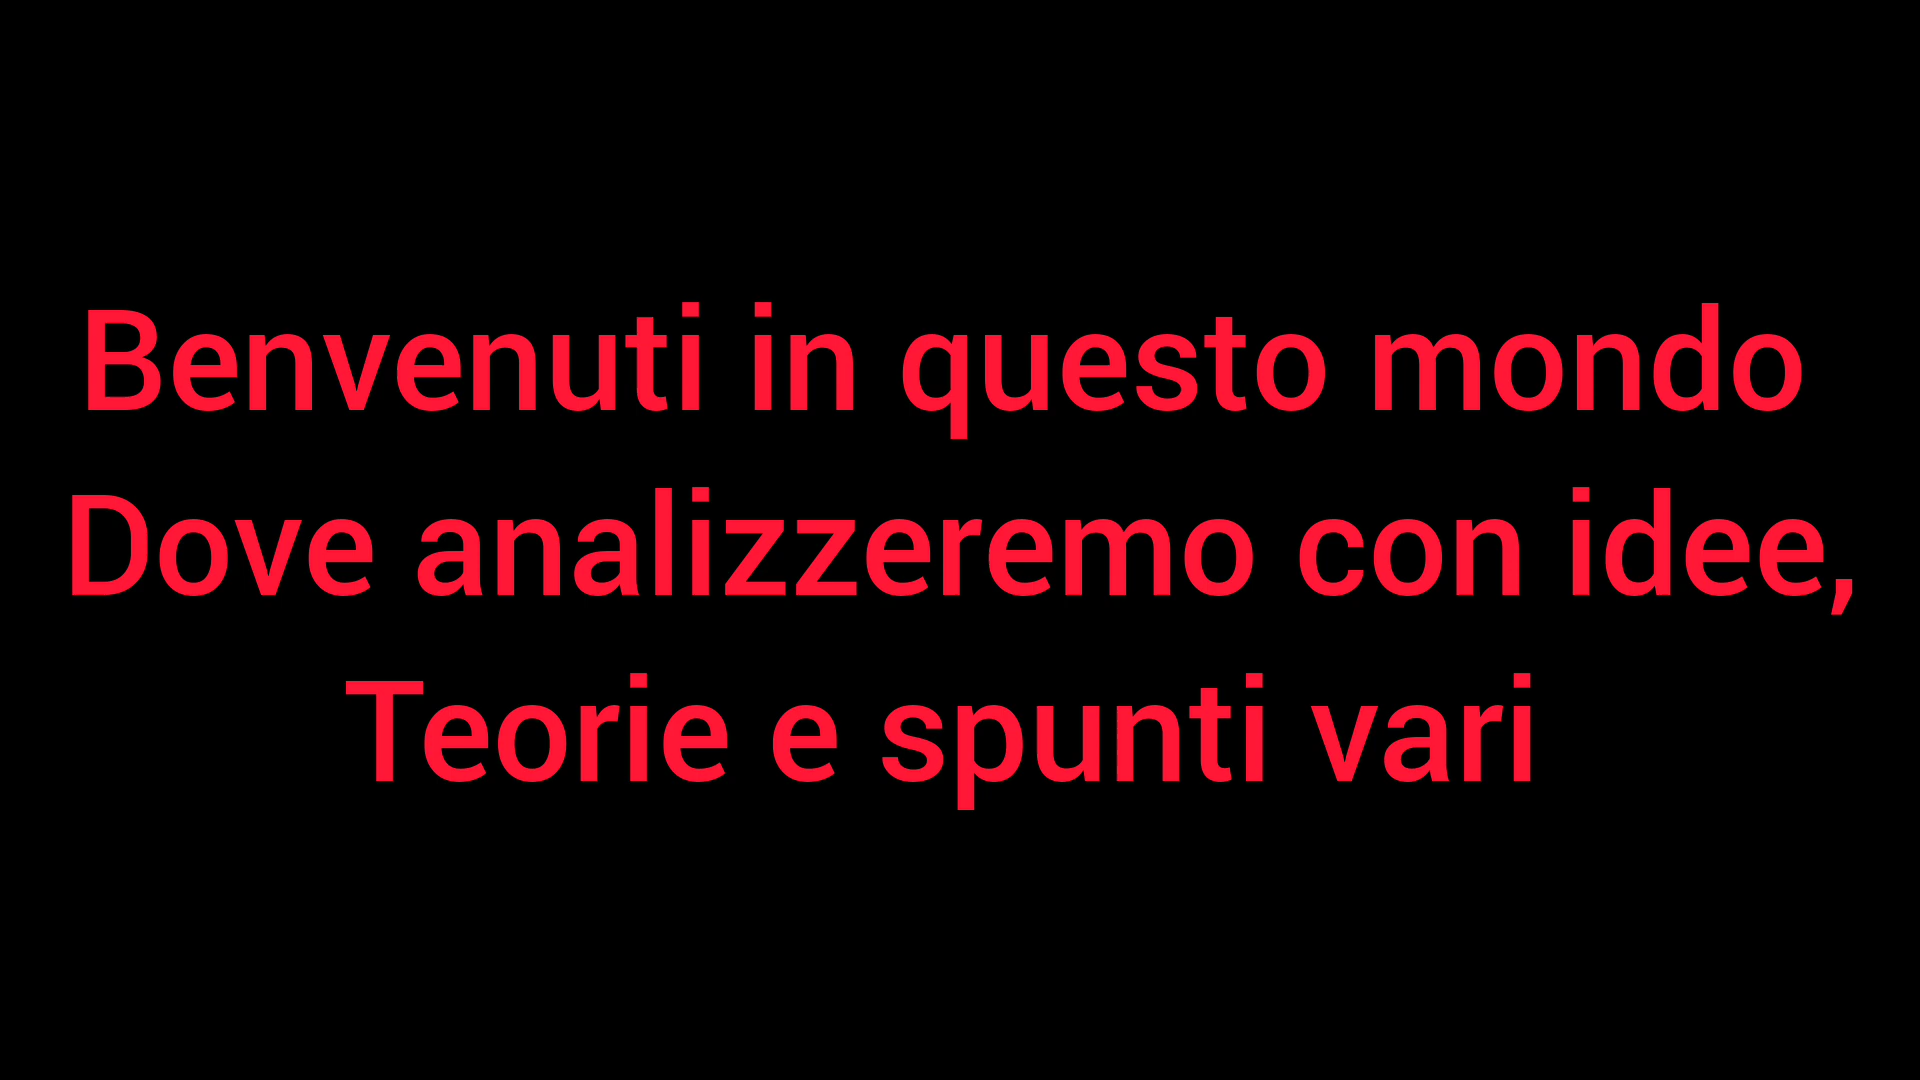 Benvenuti in questo mondo
Dove analizzeremo con idee,
Teorie e spunti vari